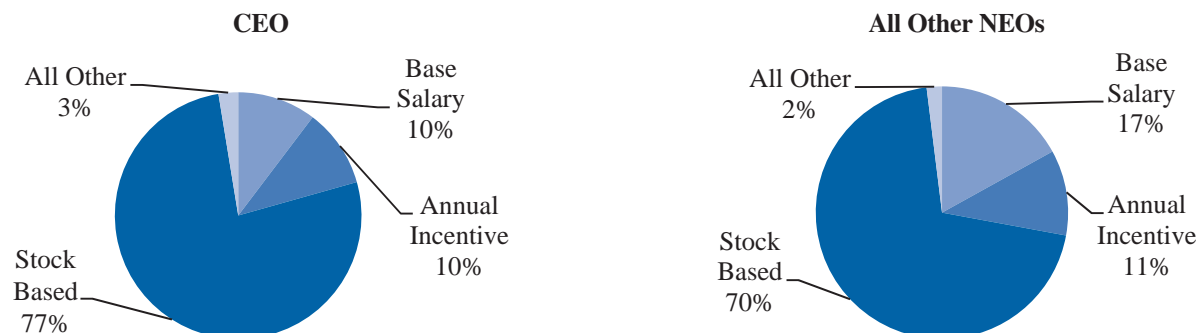 CEO
All Other
3%
Base
Salary
10%
Annual
Incentive
10%
Stock
Based
77%
All Other NEOs
All Other
2%
Base
Salary
17%
Annual
Incentive
11%
Stock
Based
70%